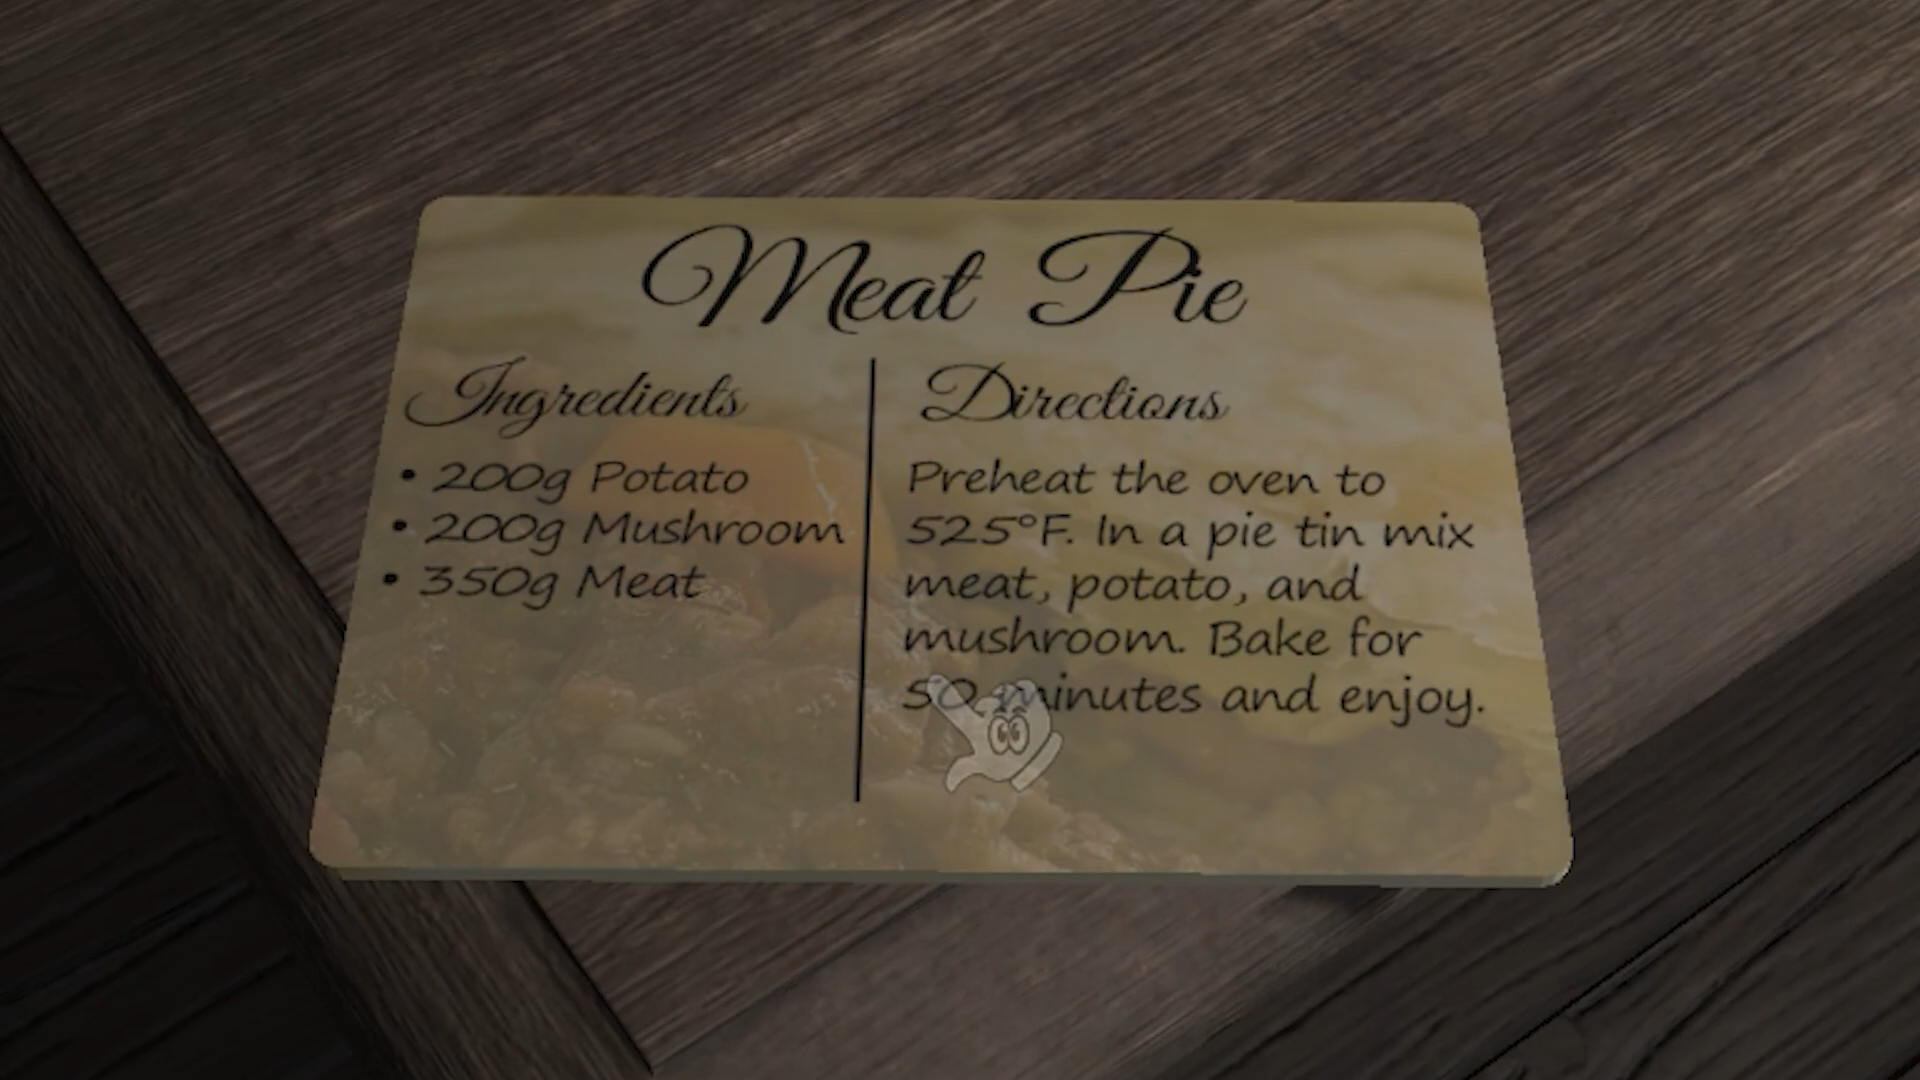 Meat Pie
Ingredients
• 200g Potato
• 200g Mushroom
• 350g Meat
Directions
Preheat the oven to
525°F. In a pie tin mix
meat, potato, and
mushroom. Bake for
50 minutes and enjoy.